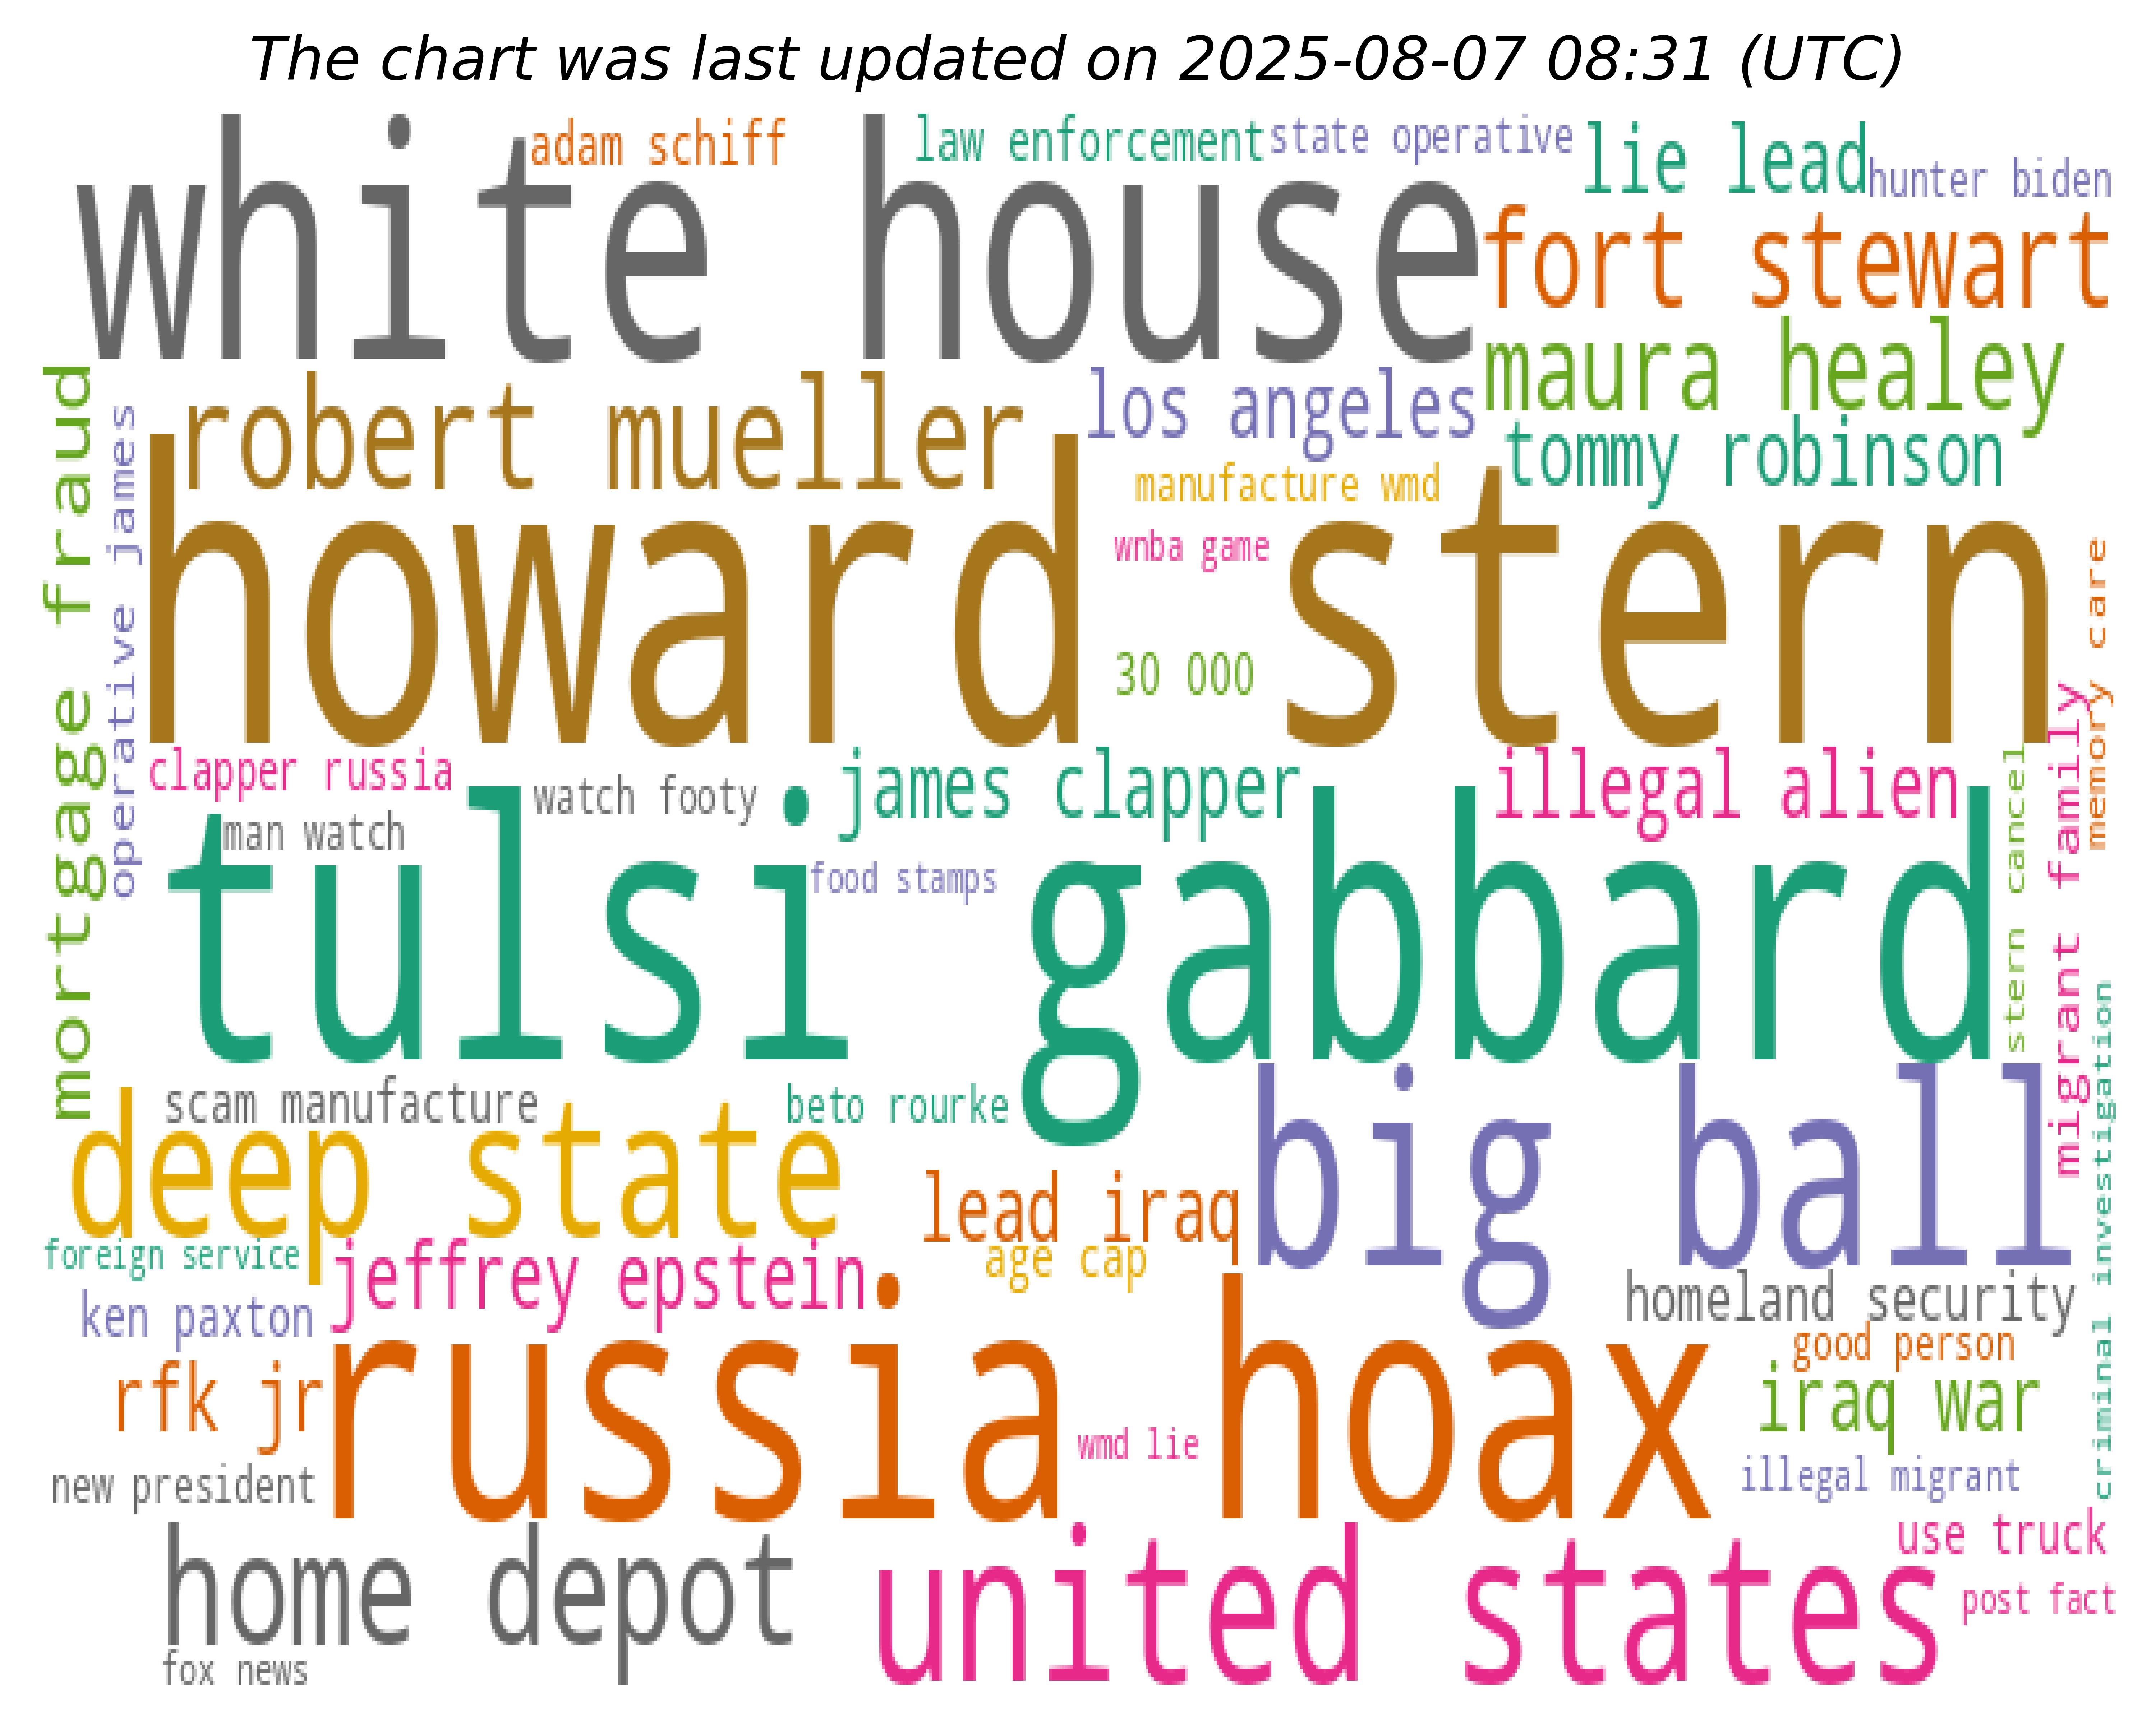 The chart was last updated on 2025-08-07 08:31 (UTC)
white house
adam schiff
law enforcement
state operative
lie lead
hunter biden
fort stewart
maura healey
los angeles
robert mueller
tommy robinson
manufacture wmd
wnba game
howard stern
30 000
mortgage fraud
operative james
memory care
migrant family
stern cancel
criminal investigation
clapper russia
watch footy
man watch
james clapper
illegal alien
tulsi gabbard
food stamps
scam manufacture
beto rourke
deep state
big ball
lead iraq
age cap
foreign service
jeffrey epstein
ken paxton
homeland security
good person
rfk jr
russia hoax
iraq war
wmd lie
new president
illegal migrant
use truck
home depot
united states
post fact
fox news